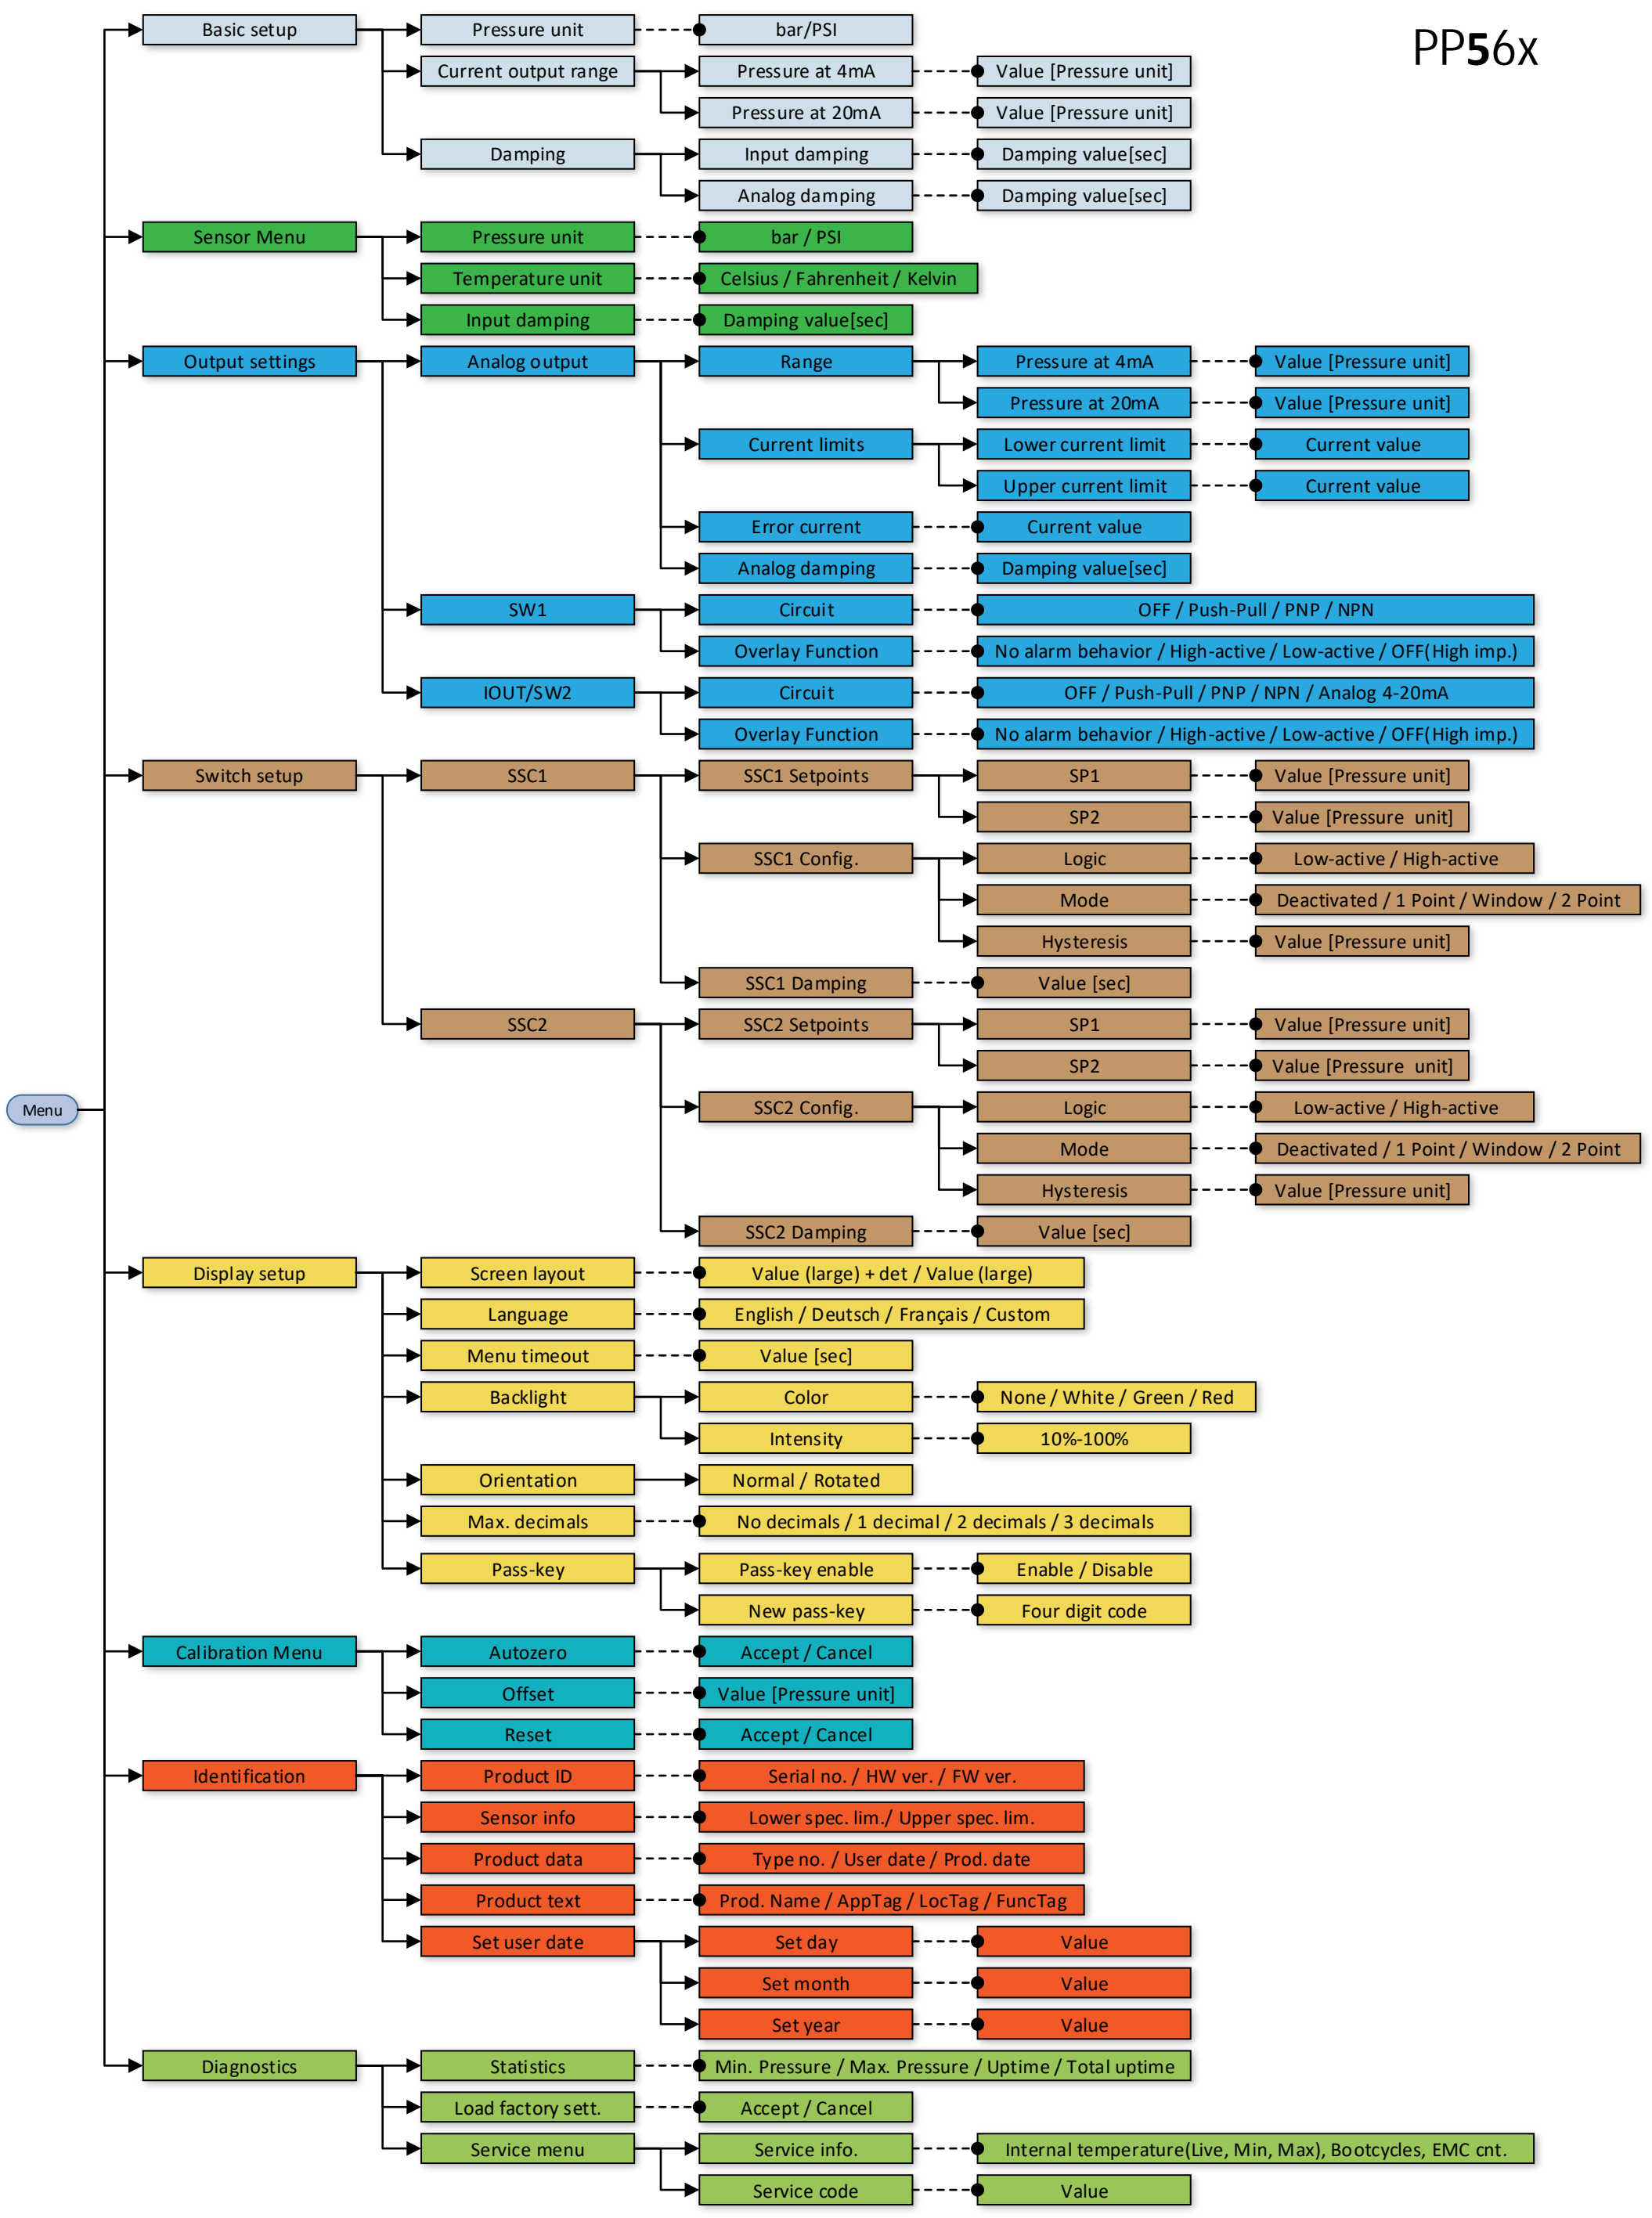 PP56x
Basic setup
Pressure unit
bar/PSI
Current output range
Pressure at 4mA
Value [Pressure unit]
Pressure at 20mA
Value [Pressure unit]
Damping
Input damping
Damping value[sec]
Analog damping
Damping value[sec]
Sensor Menu
Pressure unit
bar / PSI
Temperature unit
Celsius / Fahrenheit / Kelvin
Input damping
Damping value[sec]
Output settings
Analog output
Range
Pressure at 4mA
Value [Pressure unit]
Pressure at 20mA
Value [Pressure unit]
Current limits
Lower current limit
Current value
Upper current limit
Current value
Error current
Current value
Analog damping
Damping value[sec]
SW1
Circuit
OFF / Push-Pull / PNP / NPN
Overlay Function
No alarm behavior / High-active / Low-active / OFF(High imp.)
IOUT/SW2
Circuit
OFF / Push-Pull / PNP / NPN / Analog 4-20mA
Overlay Function
No alarm behavior / High-active / Low-active / OFF(High imp.)
Switch setup
SSC1
SSC1 Setpoints
SP1
Value [Pressure unit]
SP2
Value [Pressure unit]
SSC1 Config.
Logic
Low-active / High-active
Mode
Deactivated / 1 Point / Window / 2 Point
Hysteresis
Value [Pressure unit]
SSC1 Damping
Value [sec]
SSC2
SSC2 Setpoints
SP1
Value [Pressure unit]
SP2
Value [Pressure unit]
Menu
SSC2 Config.
Logic
Low-active / High-active
Mode
Deactivated / 1 Point / Window / 2 Point
Hysteresis
Value [Pressure unit]
SSC2 Damping
Value [sec]
Display setup
Screen layout
Value (large) + det / Value (large)
Language
English / Deutsch / Français / Custom
Menu timeout
Value [sec]
Backlight
Color
None / White / Green / Red
Intensity
10%-100%
Orientation
Normal / Rotated
Max. decimals
No decimals / 1 decimal / 2 decimals / 3 decimals
Pass-key
Pass-key enable
Enable / Disable
New pass-key
Four digit code
Calibration Menu
Autozero
Accept / Cancel
Offset
Value [Pressure unit]
Reset
Accept / Cancel
Identification
Product ID
Serial no. / HW ver. / FW ver.
Sensor info
Lower spec. lim./ Upper spec. lim.
Product data
Type no. / User date / Prod. date
Product text
Prod. Name / AppTag / LocTag / FuncTag
Set user date
Set day
Value
Set month
Value
Set year
Value
Diagnostics
Statistics
Min. Pressure / Max. Pressure / Uptime / Total uptime
Load factory sett.
Accept / Cancel
Service menu
Service info.
Internal temperature(Live, Min, Max), Bootcycles, EMC cnt.
Service code
Value